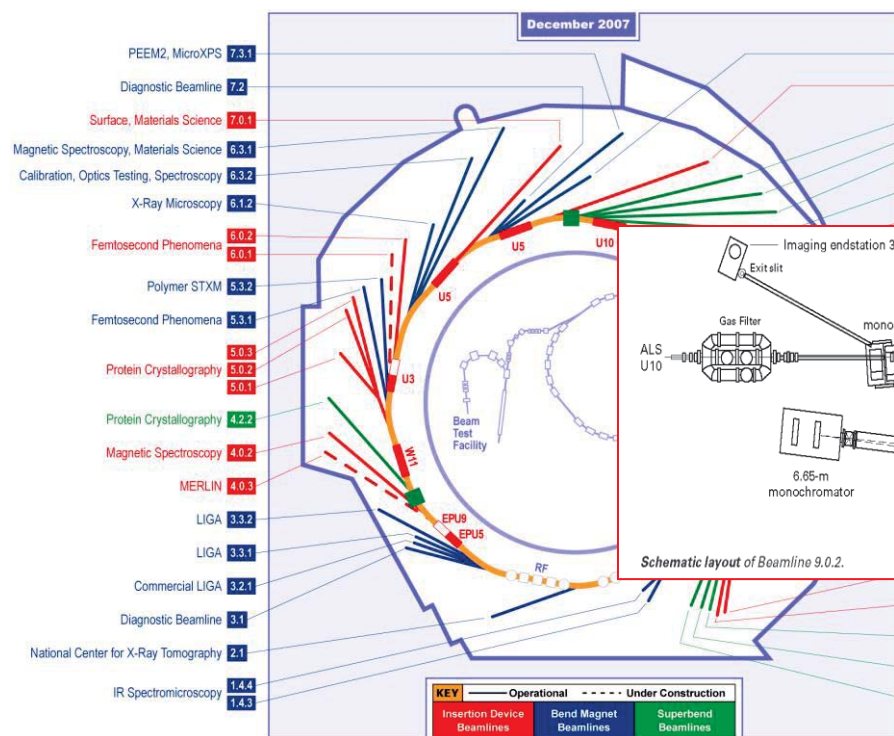 December 2007
PEEM2, MicroXPS 7.3.1
Diagnostic Beamline 7.2
Surface, Materials Science 7.0.1
Magnetic Spectroscopy, Materials Science 6.3.1
Calibration, Optics Testing, Spectroscopy 6.3.2
X-Ray Microscopy 6.1.2
Femtosecond Phenomena 6.0.2
6.0.1
Polymer STXM 5.3.2
Femtosecond Phenomena 5.3.1
5.0.3
Protein Crystallography 5.0.2
5.0.1
Protein Crystallography 4.2.2
Magnetic Spectroscopy 4.0.2
MERLIN 4.0.3
LIGA 3.3.2
LIGA 3.3.1
Commercial LIGA 3.2.1
Diagnostic Beamline 3.1
National Center for X-Ray Tomography 2.1
IR Spectromicroscopy 1.4.4
1.4.3
U5
U10
U5
U3
W11
EPU9
EPU5
RF
Beam
Test
Facility
Imaging endstation 3
Exit slit
Gas Filter
mono
ALS
U10
6.65-m
monochromator
Schematic layout of Beamline 9.0.2.
KEY Operational Under Construction
Insertion Device
Beamlines
Bend Magnet
Beamlines
Superbend
Beamlines